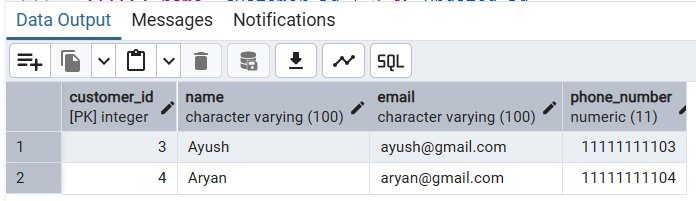 Data Output Messages Notifications
SQL
customer_id name email phone_number
[PK] integer character varying (100) character varying (100) numeric (11)
1 3 Ayush ayush@gmail.com 11111111103
2 4 Aryan aryan@gmail.com 11111111104